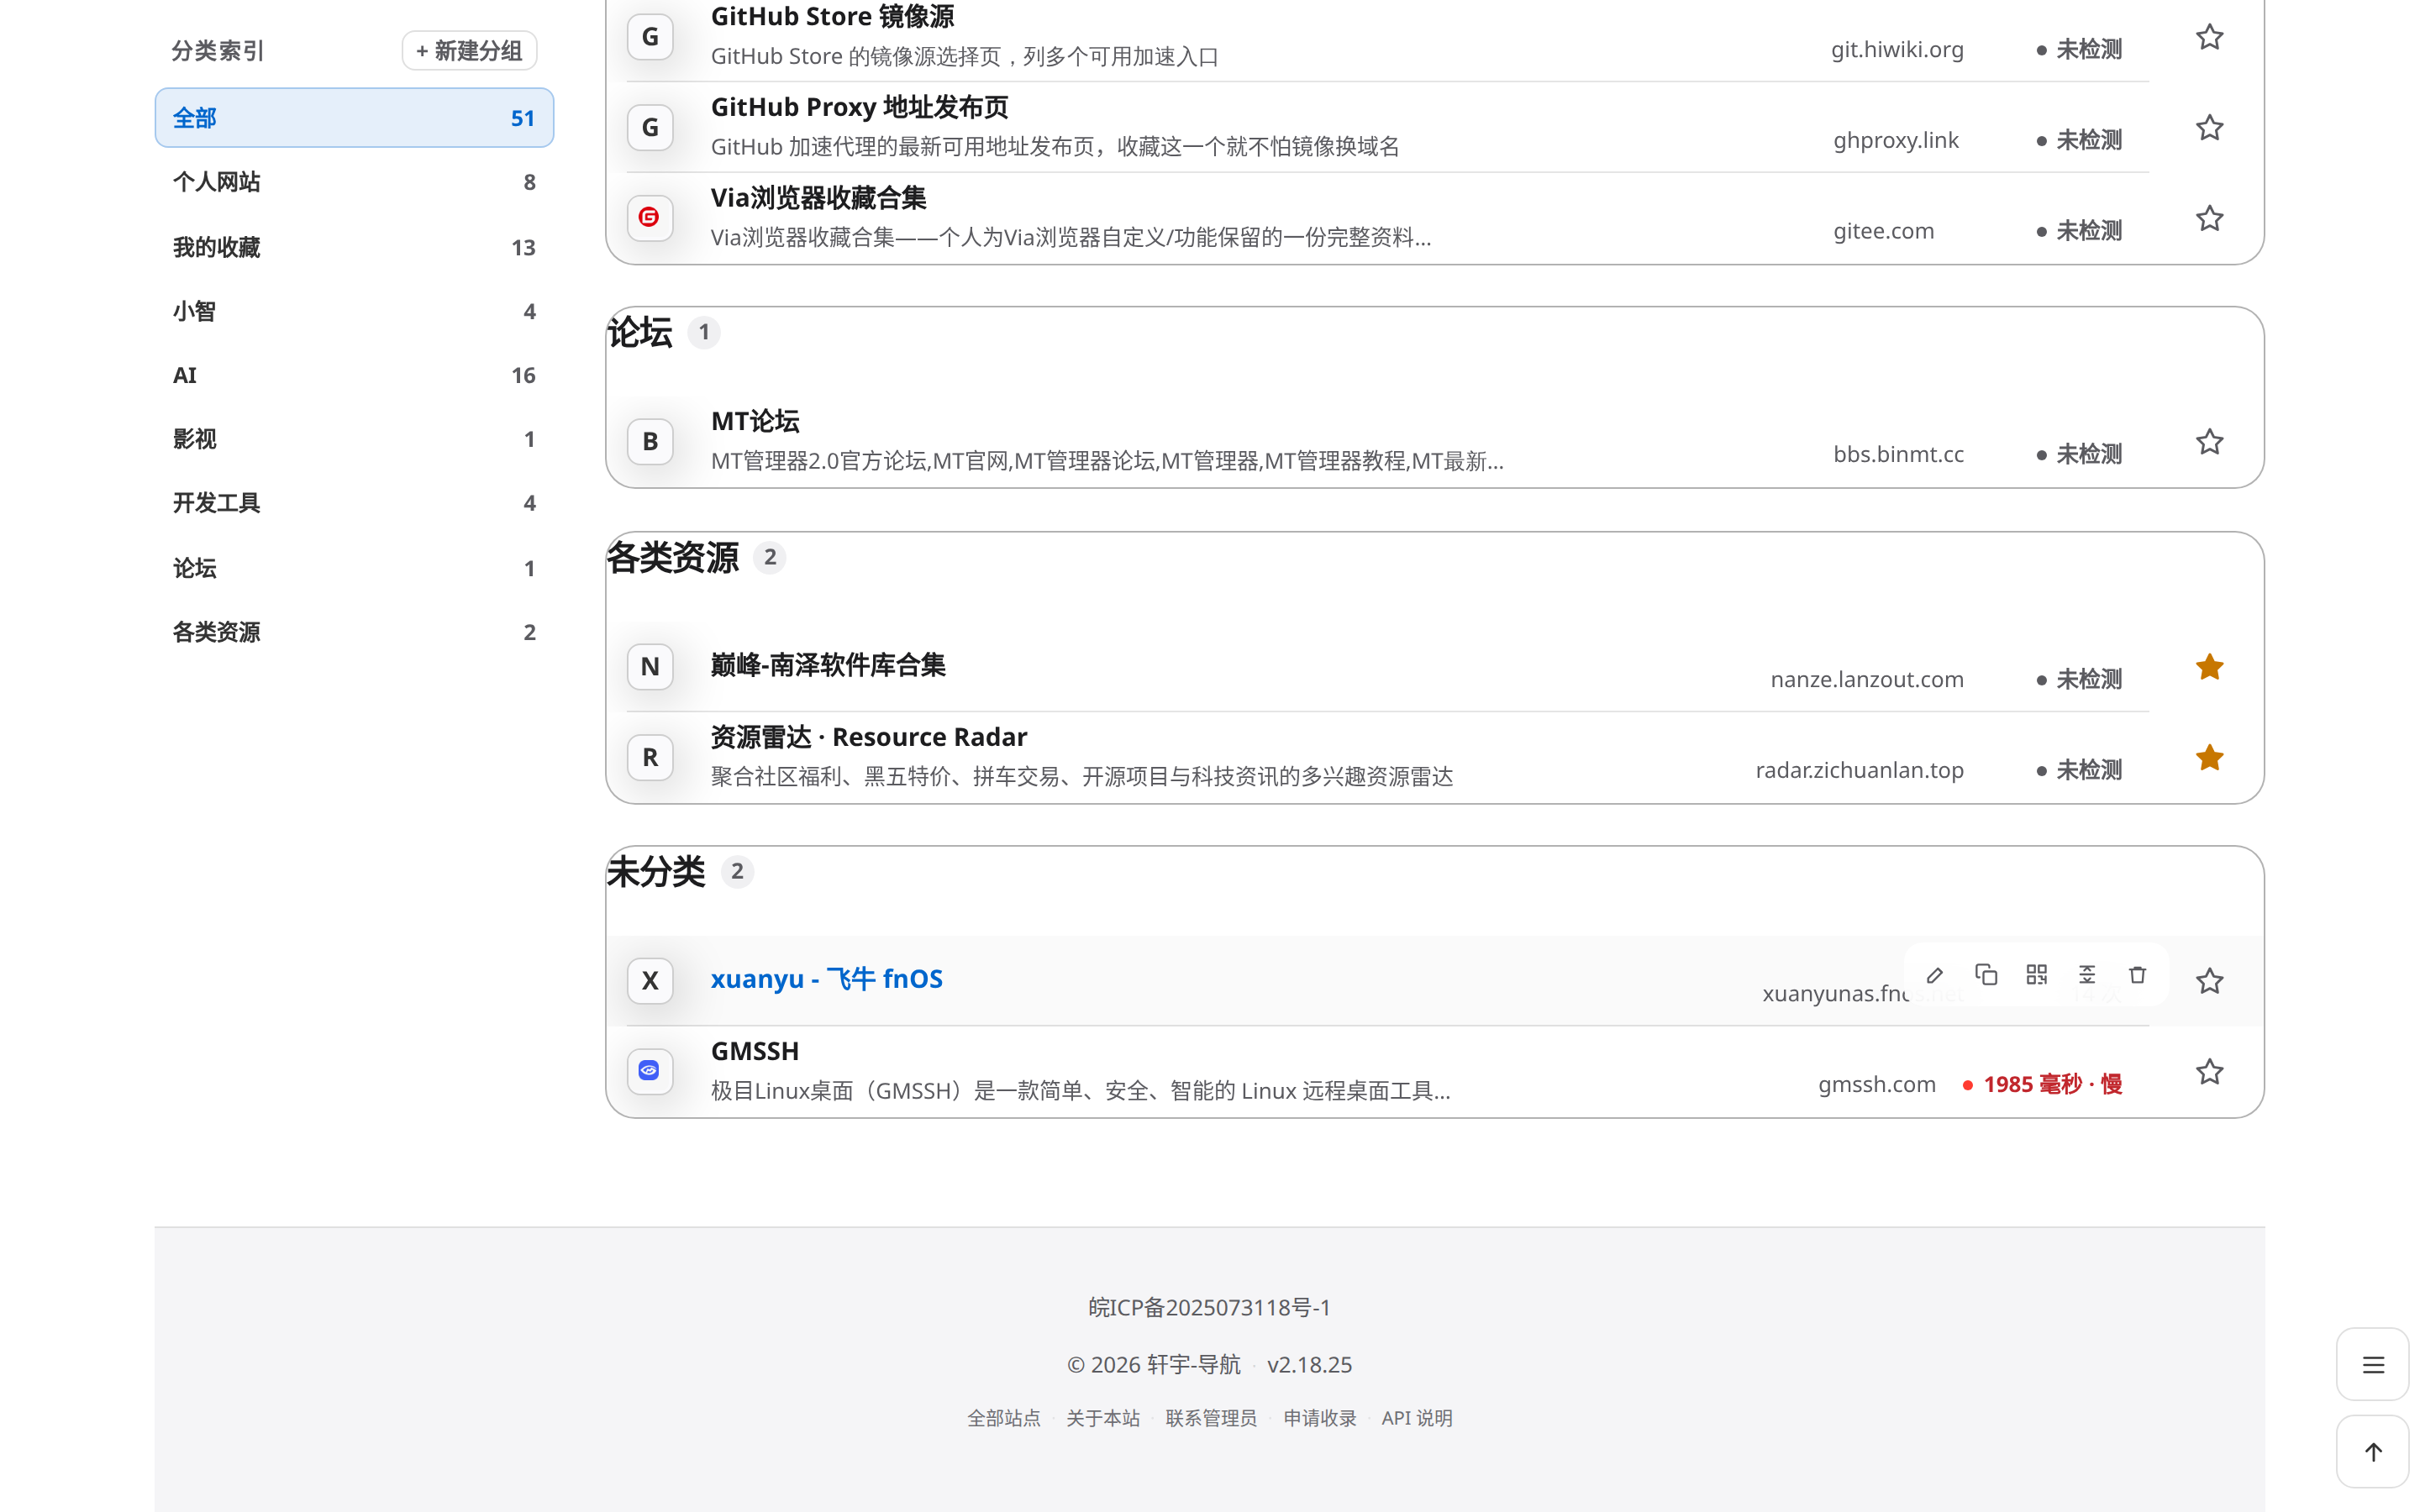 分类索引
+ 新建分组
全部 51
个人网站 8
我的收藏 13
小智 4
AI 16
影视 1
开发工具 4
论坛 1
各类资源 2
G
GitHub Store 镜像源
GitHub Store 的镜像源选择页，列多个可用加速入口
git.hiwiki.org
未检测
G
GitHub Proxy 地址发布页
GitHub 加速代理的最新可用地址发布页，收藏这一个就不怕镜像换域名
ghproxy.link
未检测
G
Via浏览器收藏合集
Via浏览器收藏合集——个人为Via浏览器自定义/功能保留的一份完整资料...
gitee.com
未检测
论坛 1
B
MT论坛
MT管理器2.0官方论坛,MT官网,MT管理器论坛,MT管理器,MT管理器教程,MT最新...
bbs.binmt.cc
未检测
各类资源 2
N
巅峰-南泽软件库合集
nanze.lanzout.com
未检测
R
资源雷达 · Resource Radar
聚合社区福利、黑五特价、拼车交易、开源项目与科技资讯的多兴趣资源雷达
radar.zichuanlan.top
未检测
未分类 2
X
xuanyu - 飞牛 fnOS
GMSSH
极目Linux桌面（GMSSH）是一款简单、安全、智能的 Linux 远程桌面工具...
gmssh.com
1985 毫秒 · 慢
皖ICP备2025073118号-1
© 2026 轩宇-导航 · v2.18.25
全部站点 · 关于本站 · 联系管理员 · 申请收录 · API 说明